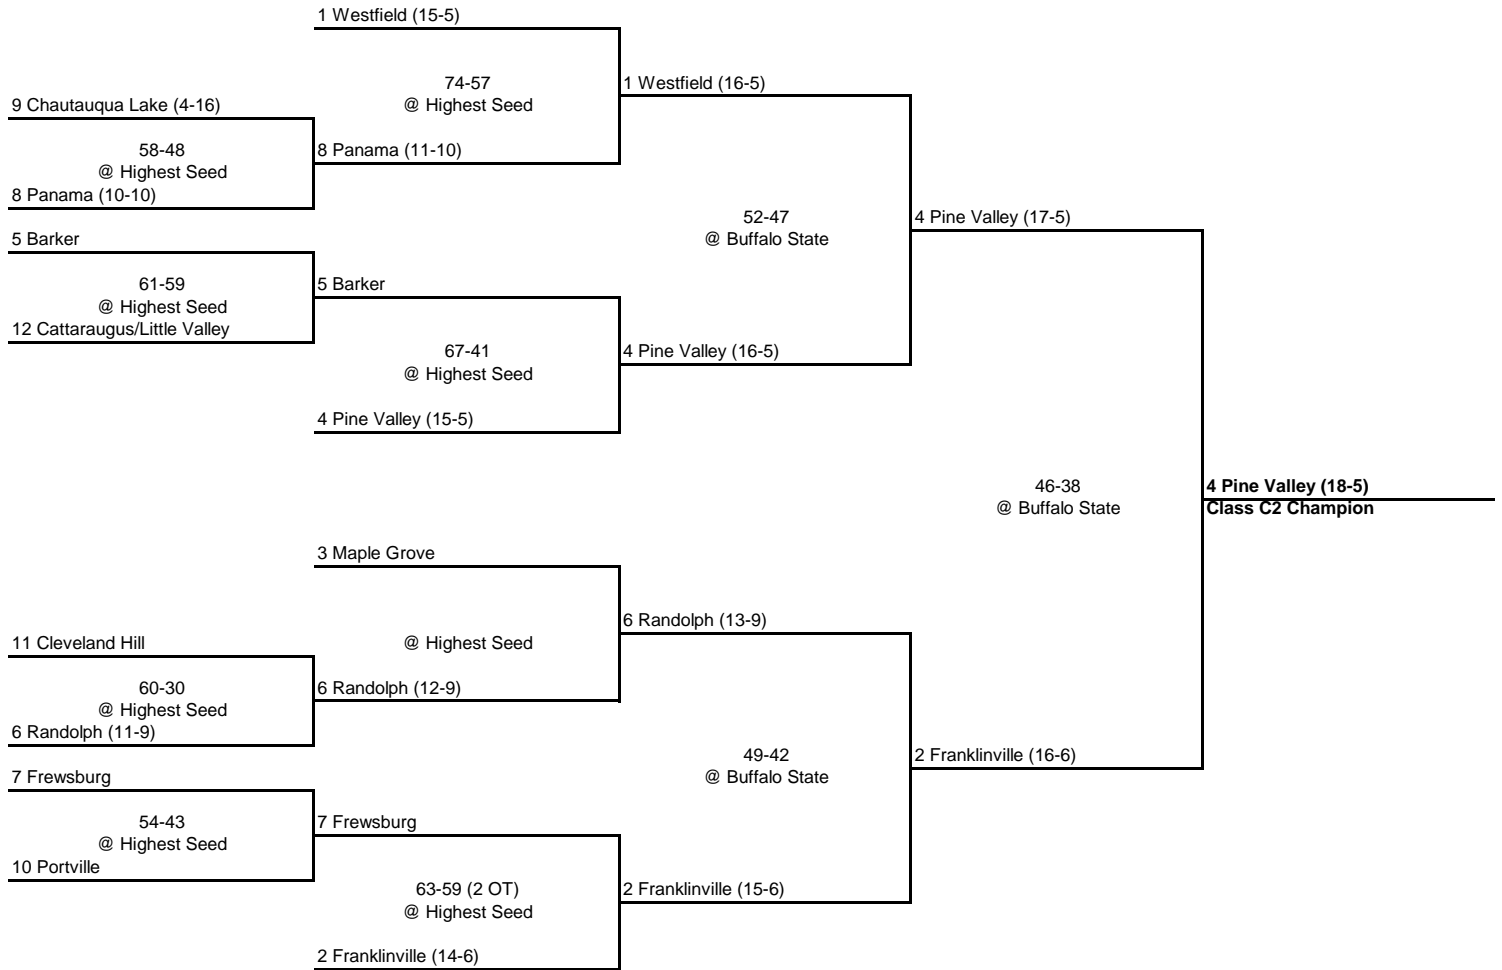 1 Westfield (15-5)
74-57
@ Highest Seed
1 Westfield (16-5)
9 Chautauqua Lake (4-16)
58-48
@ Highest Seed
8 Panama (11-10)
8 Panama (10-10)
52-47
@ Buffalo State
4 Pine Valley (17-5)
5 Barker
61-59
@ Highest Seed
5 Barker
12 Cattaraugus/Little Valley
67-41
@ Highest Seed
4 Pine Valley (16-5)
4 Pine Valley (15-5)
46-38
@ Buffalo State
4 Pine Valley (18-5)
Class C2 Champion
3 Maple Grove
6 Randolph (13-9)
11 Cleveland Hill
@ Highest Seed
60-30
@ Highest Seed
6 Randolph (12-9)
6 Randolph (11-9)
49-42
@ Buffalo State
2 Franklinville (16-6)
7 Frewsburg
54-43
@ Highest Seed
7 Frewsburg
10 Portville
63-59 (2 OT)
@ Highest Seed
2 Franklinville (15-6)
2 Franklinville (14-6)